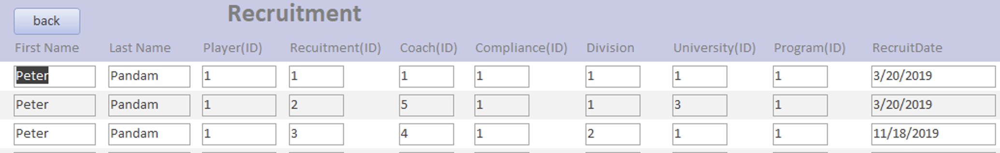 Recruitment
back
First Name Last Name Player(ID) Recuitment(ID) Coach(ID) Compliance(ID) Division University(ID) Program(ID) RecruitDate
Peter Pandam 1 1 1 1 1 1 1 3/20/2019
Peter Pandam 1 2 5 1 1 3 1 3/20/2019
Peter Pandam 1 3 4 1 2 1 1 11/18/2019